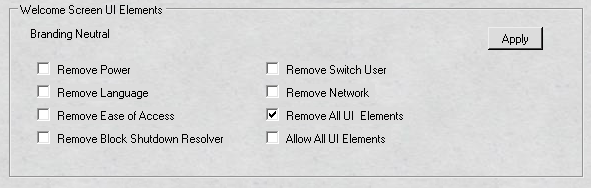 Welcome Screen UI Elements
Branding Neutral
Apply
Remove Power
Remove Switch User
Remove Language
Remove Network
Remove Ease of Access
Remove All UI Elements
Remove Block Shutdown Resolver
Allow All UI Elements